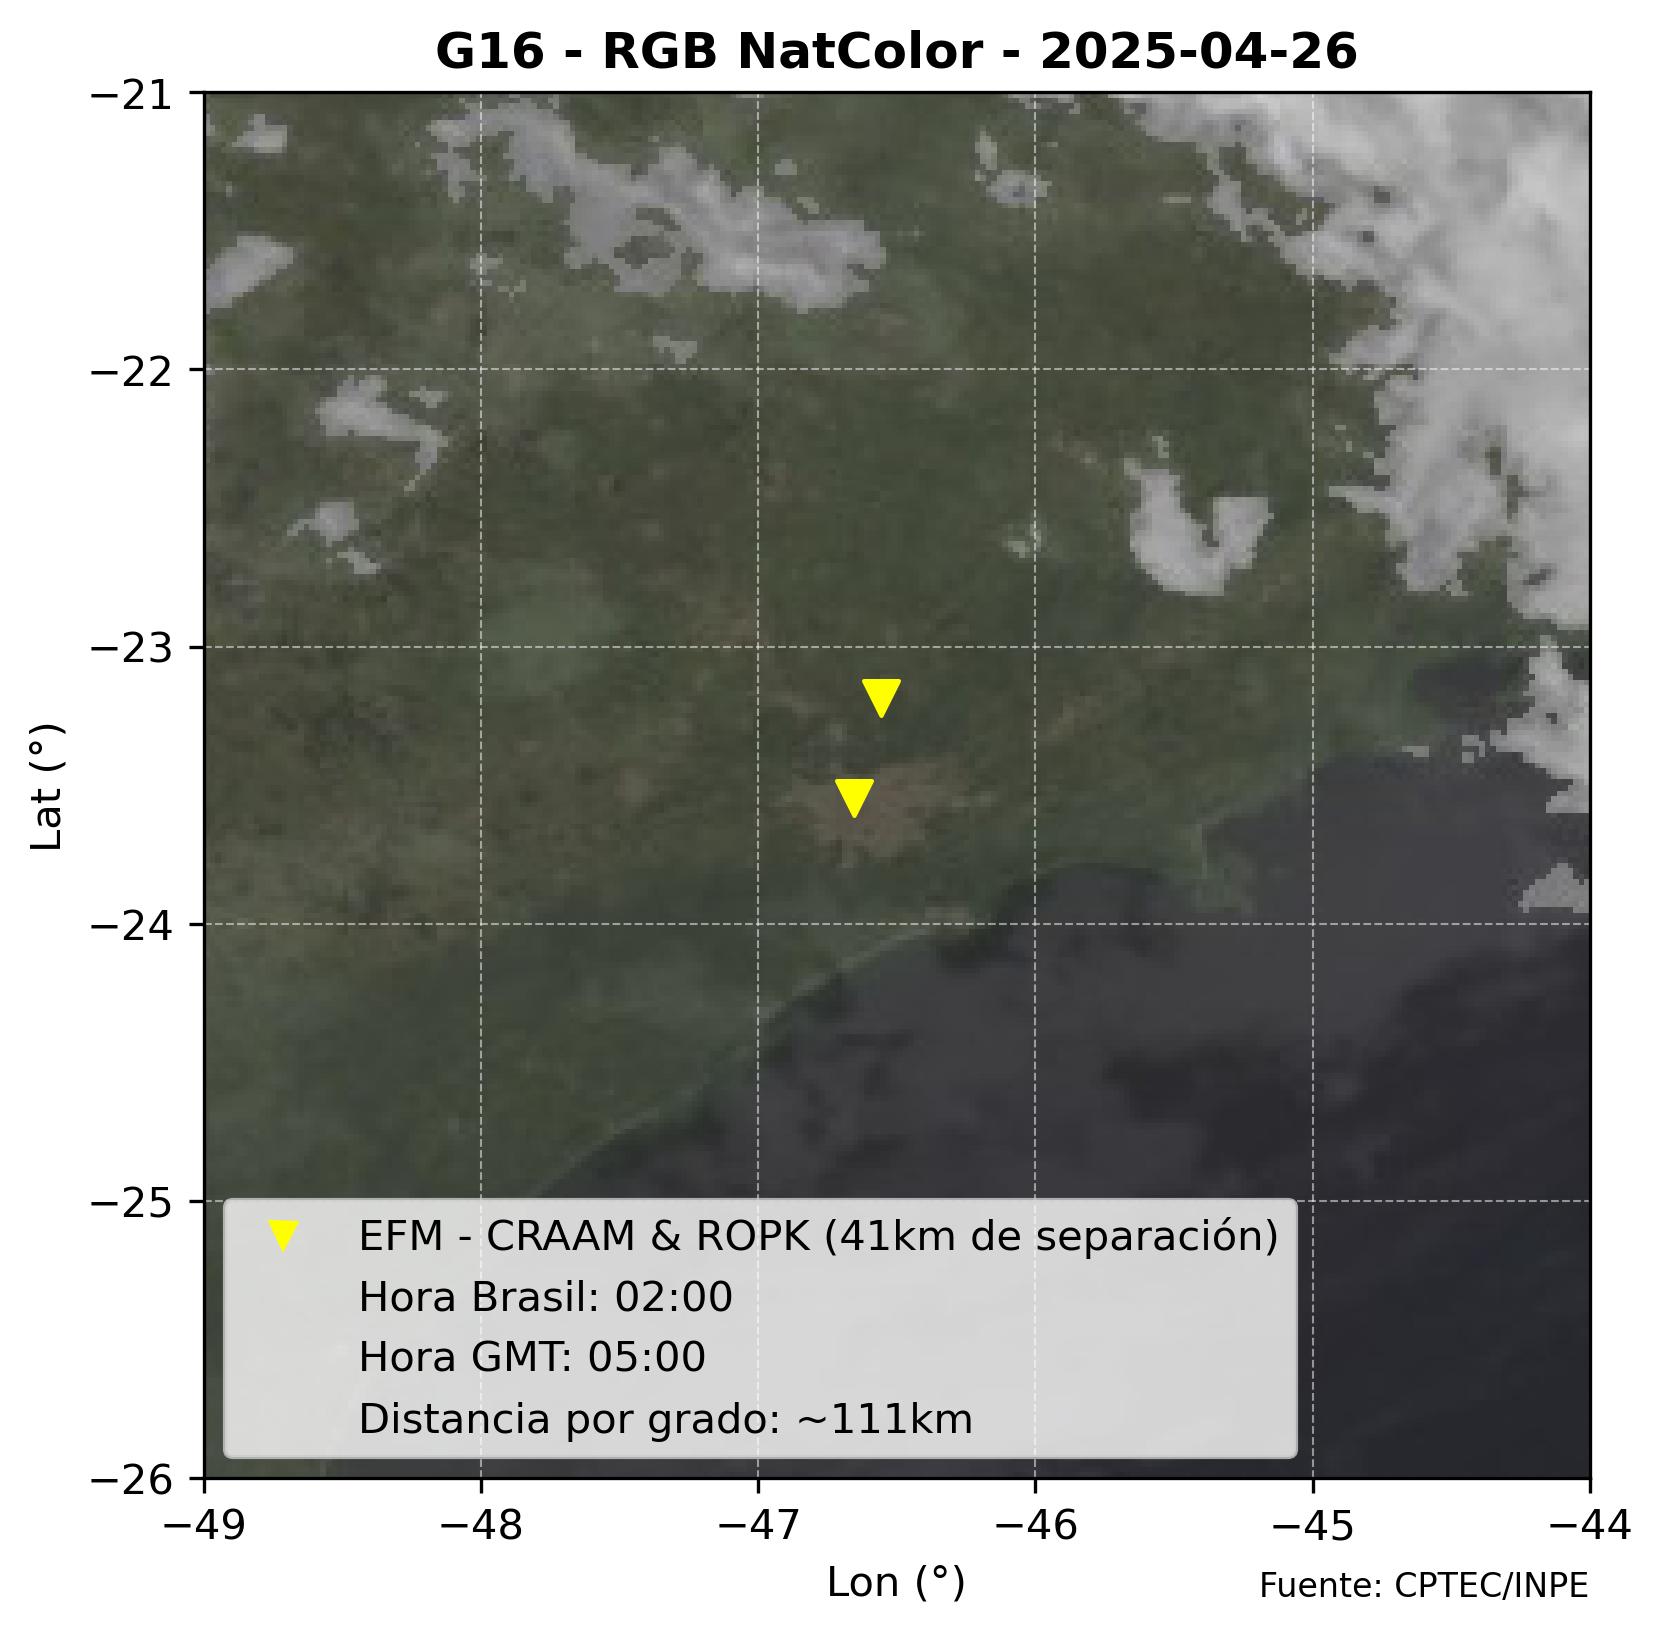 G16 - RGB NatColor - 2025-04-26
−21
−22
−23
−24
−25
−26
Lat (°)
EFM - CRAAM & ROPK (41km de separación)
Hora Brasil: 02:00
Hora GMT: 05:00
Distancia por grado: ~111km
−49 −48 −47 −46 −45 −44
Lon (°)
Fuente: CPTEC/INPE